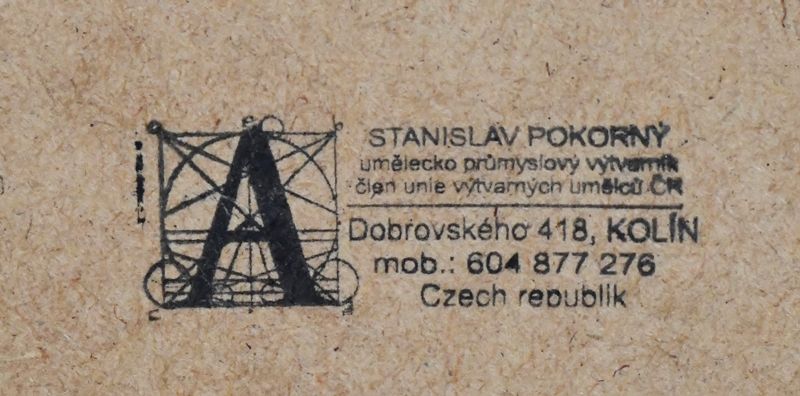 A
STANISLAV POKORNÝ
umělecko průmyslový výtvarník
člen unie výtvarných umělců ČR
Dobrovského 418, KOLÍN
mob.: 604 877 276
Czech republik